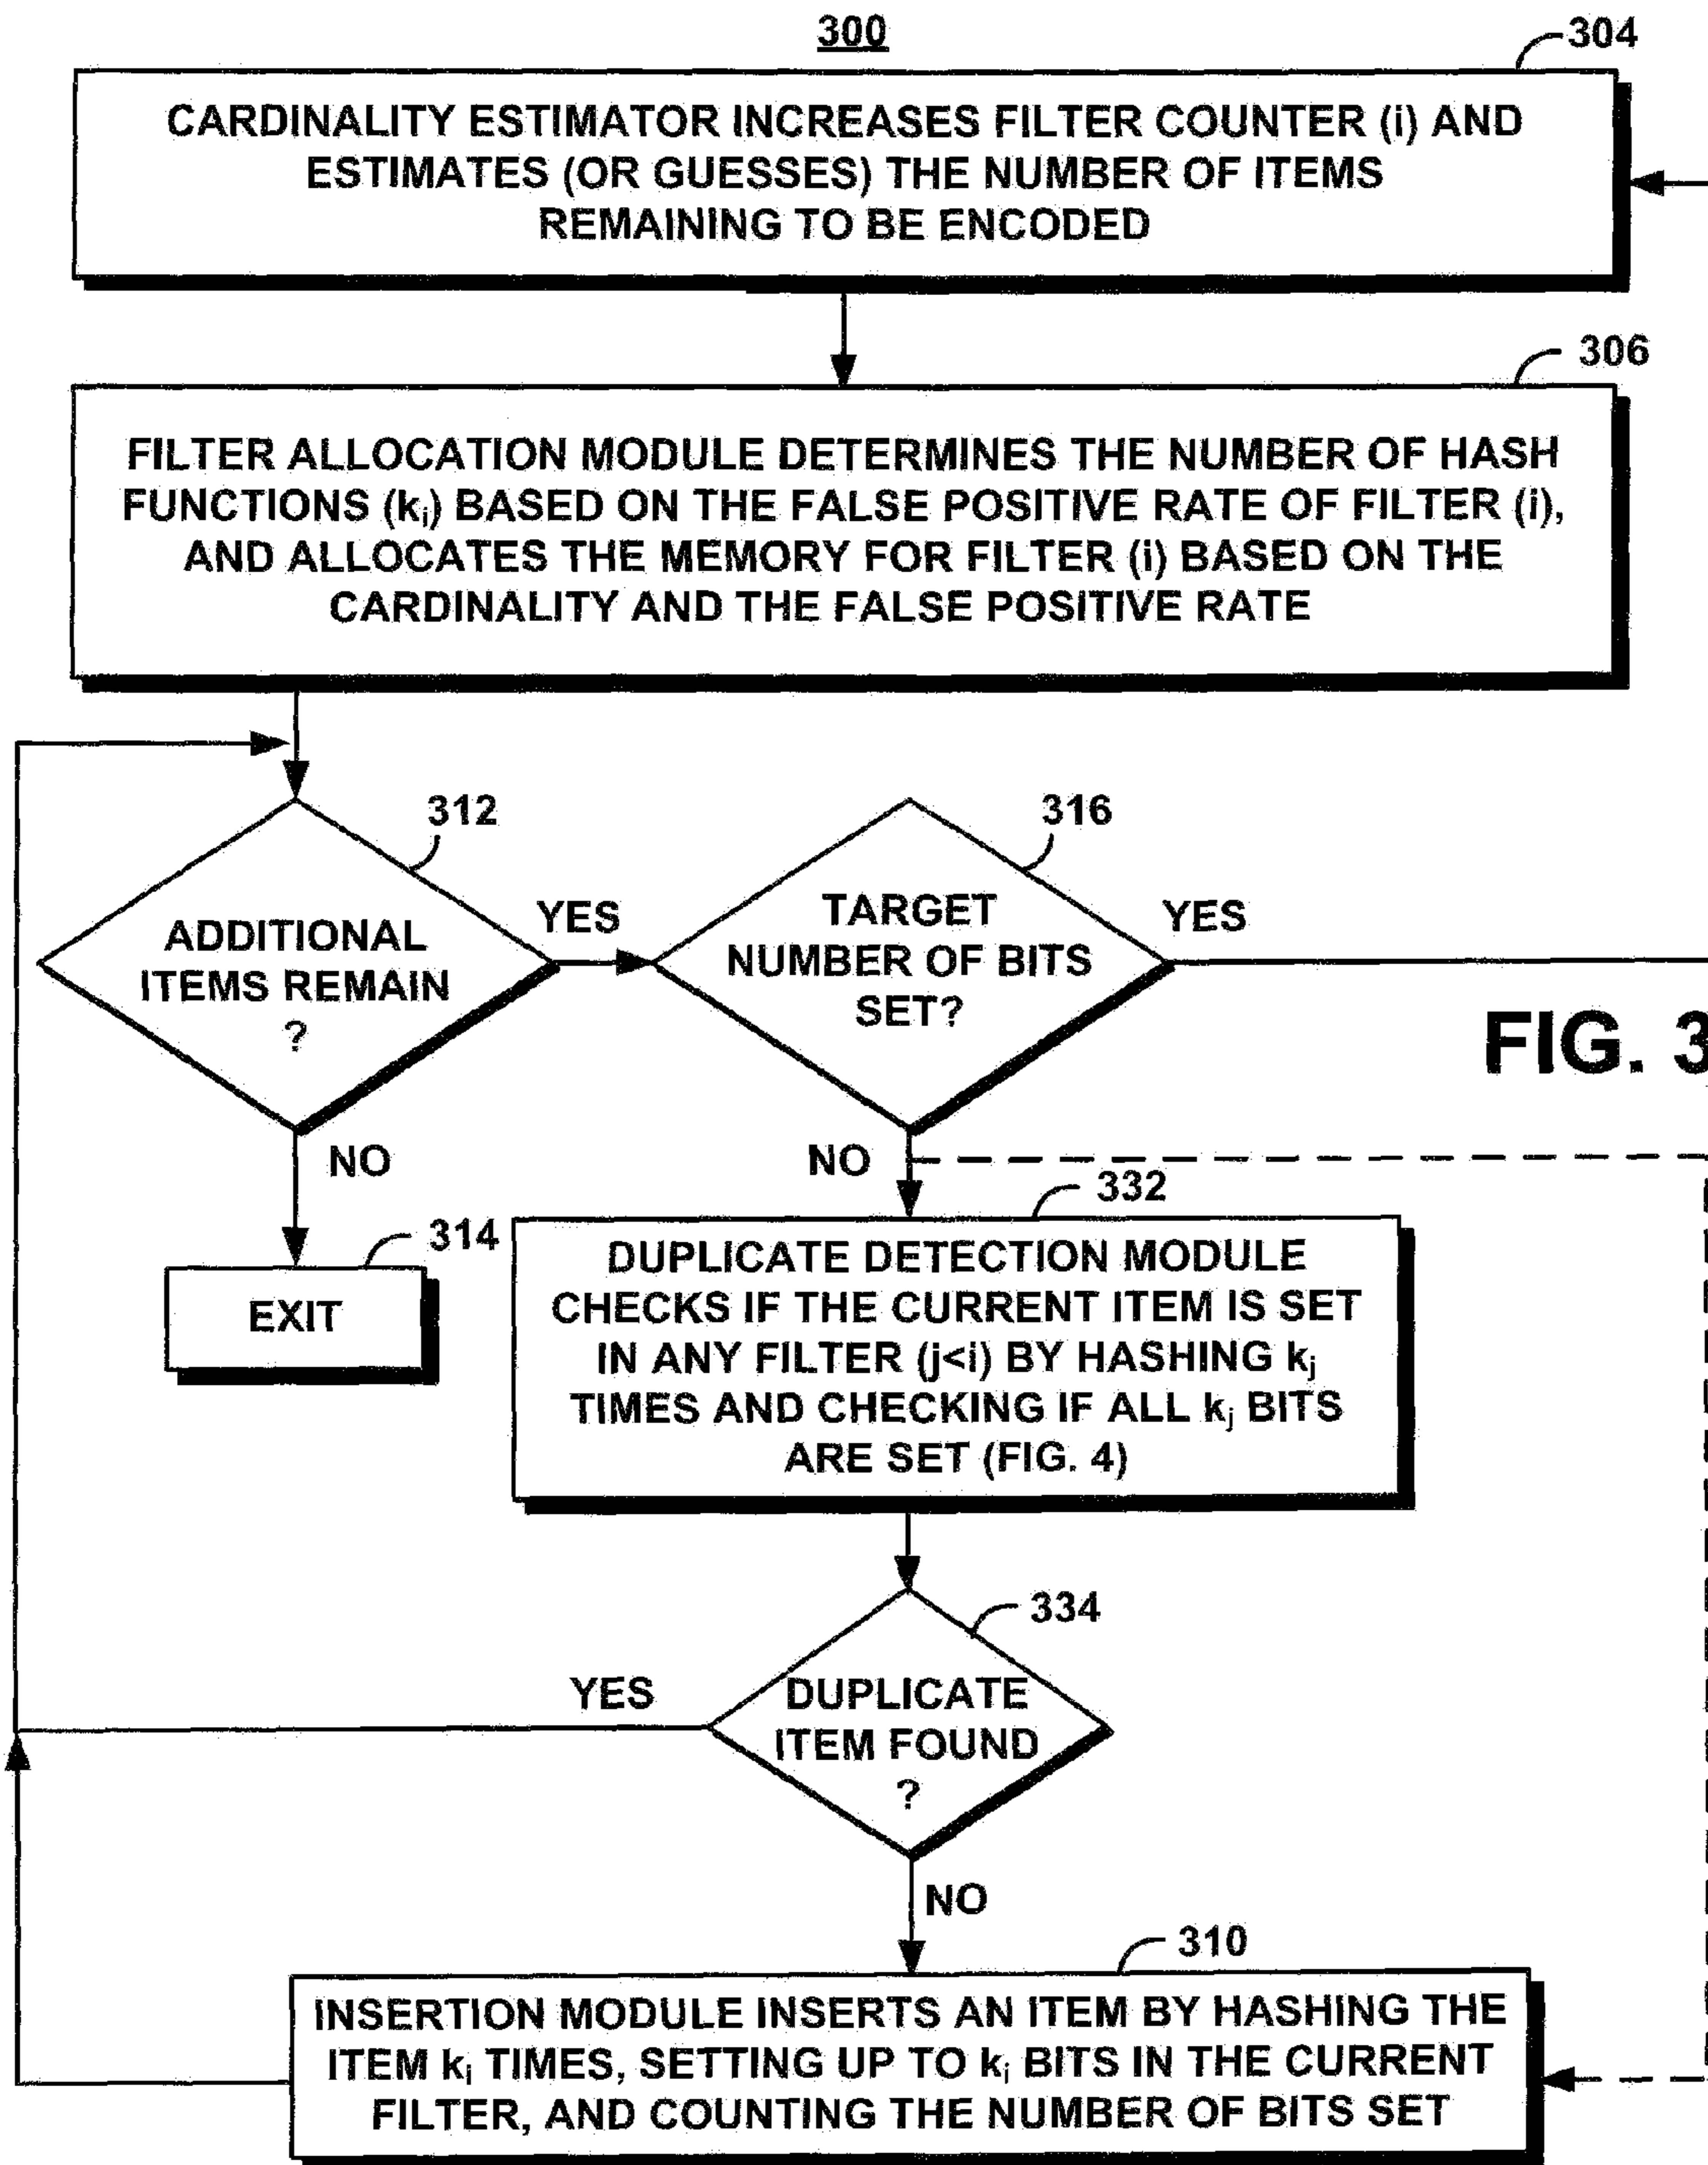 300
304
CARDINALITY ESTIMATOR INCREASES FILTER COUNTER (i) AND
ESTIMATES (OR GUESSES) THE NUMBER OF ITEMS
REMAINING TO BE ENCODED
306
FILTER ALLOCATION MODULE DETERMINES THE NUMBER OF HASH
FUNCTIONS (kᵢ) BASED ON THE FALSE POSITIVE RATE OF FILTER (i),
AND ALLOCATES THE MEMORY FOR FILTER (i) BASED ON THE
CARDINALITY AND THE FALSE POSITIVE RATE
312
ADDITIONAL
ITEMS REMAIN
?
YES
316
TARGET
NUMBER OF BITS
SET?
YES
FIG. 3
NO
NO
314
EXIT
332
DUPLICATE DETECTION MODULE
CHECKS IF THE CURRENT ITEM IS SET
IN ANY FILTER (j<i) BY HASHING kⱼ
TIMES AND CHECKING IF ALL kⱼ BITS
ARE SET (FIG. 4)
334
DUPLICATE
ITEM FOUND
?
YES
NO
310
INSERTION MODULE INSERTS AN ITEM BY HASHING THE
ITEM kᵢ TIMES, SETTING UP TO kᵢ BITS IN THE CURRENT
FILTER, AND COUNTING THE NUMBER OF BITS SET